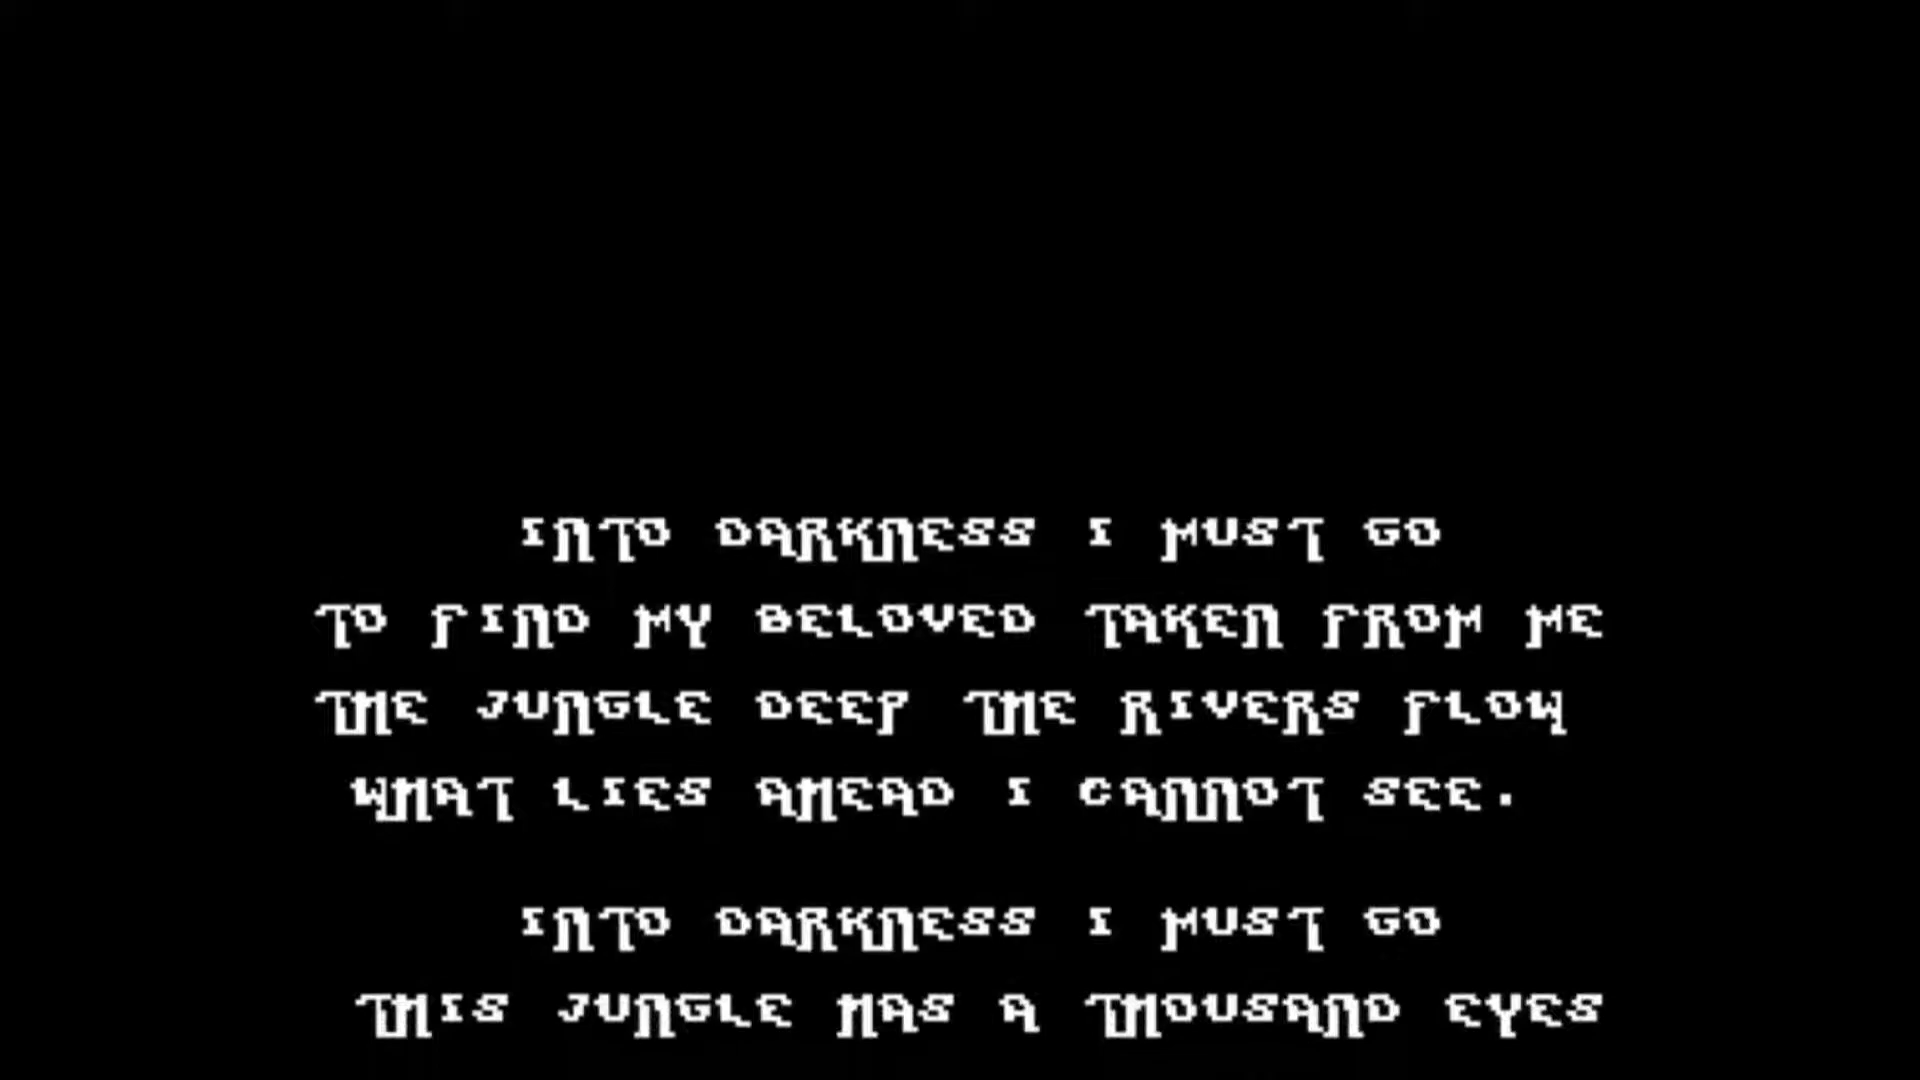 INTO DARKNESS I MUST GO
TO FIND MY BELOVED TAKEN FROM ME
THE JUNGLE DEEP THE RIVERS FLOW
WHAT LIES AHEAD I CANNOT SEE.
INTO DARKNESS I MUST GO
THIS JUNGLE HAS A THOUSAND EYES